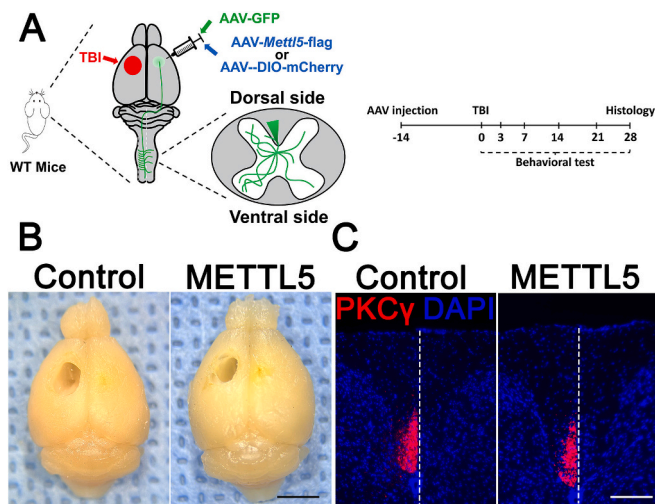 A
AAV-GFP
AAV-Mettl5-flag
or
AAV--DIO-mCherry
TBI
WT Mice
Dorsal side
Ventral side
AAV injection TBI Histology
-14 0 3 7 14 21 28
Behavioral test
B
Control METTL5
C
Control METTL5
PKCγ DAPI